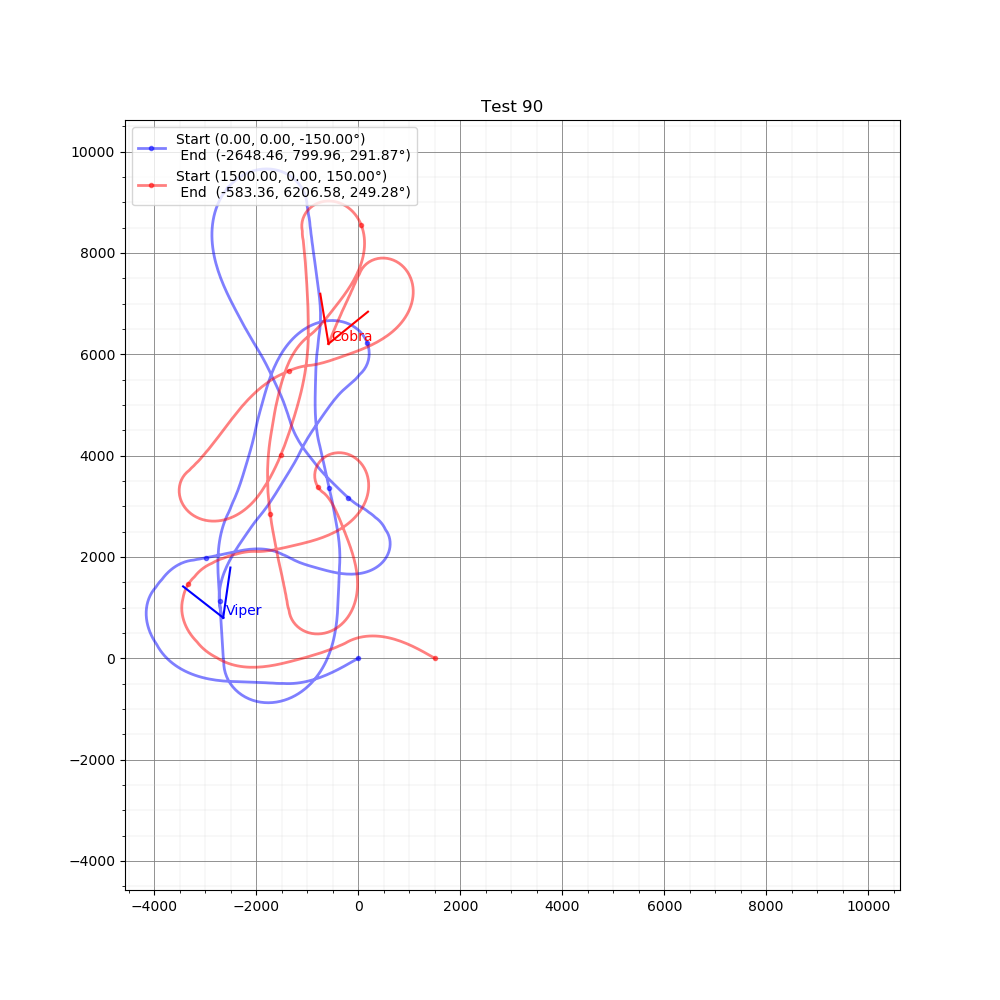 Test 90
Start (0.00, 0.00, -150.00°)
End (-2648.46, 799.96, 291.87°)
Start (1500.00, 0.00, 150.00°)
End (-583.36, 6206.58, 249.28°)
10000
8000
6000
4000
2000
0
−2000
−4000
Cobra
Viper
−4000 −2000 0 2000 4000 6000 8000 10000